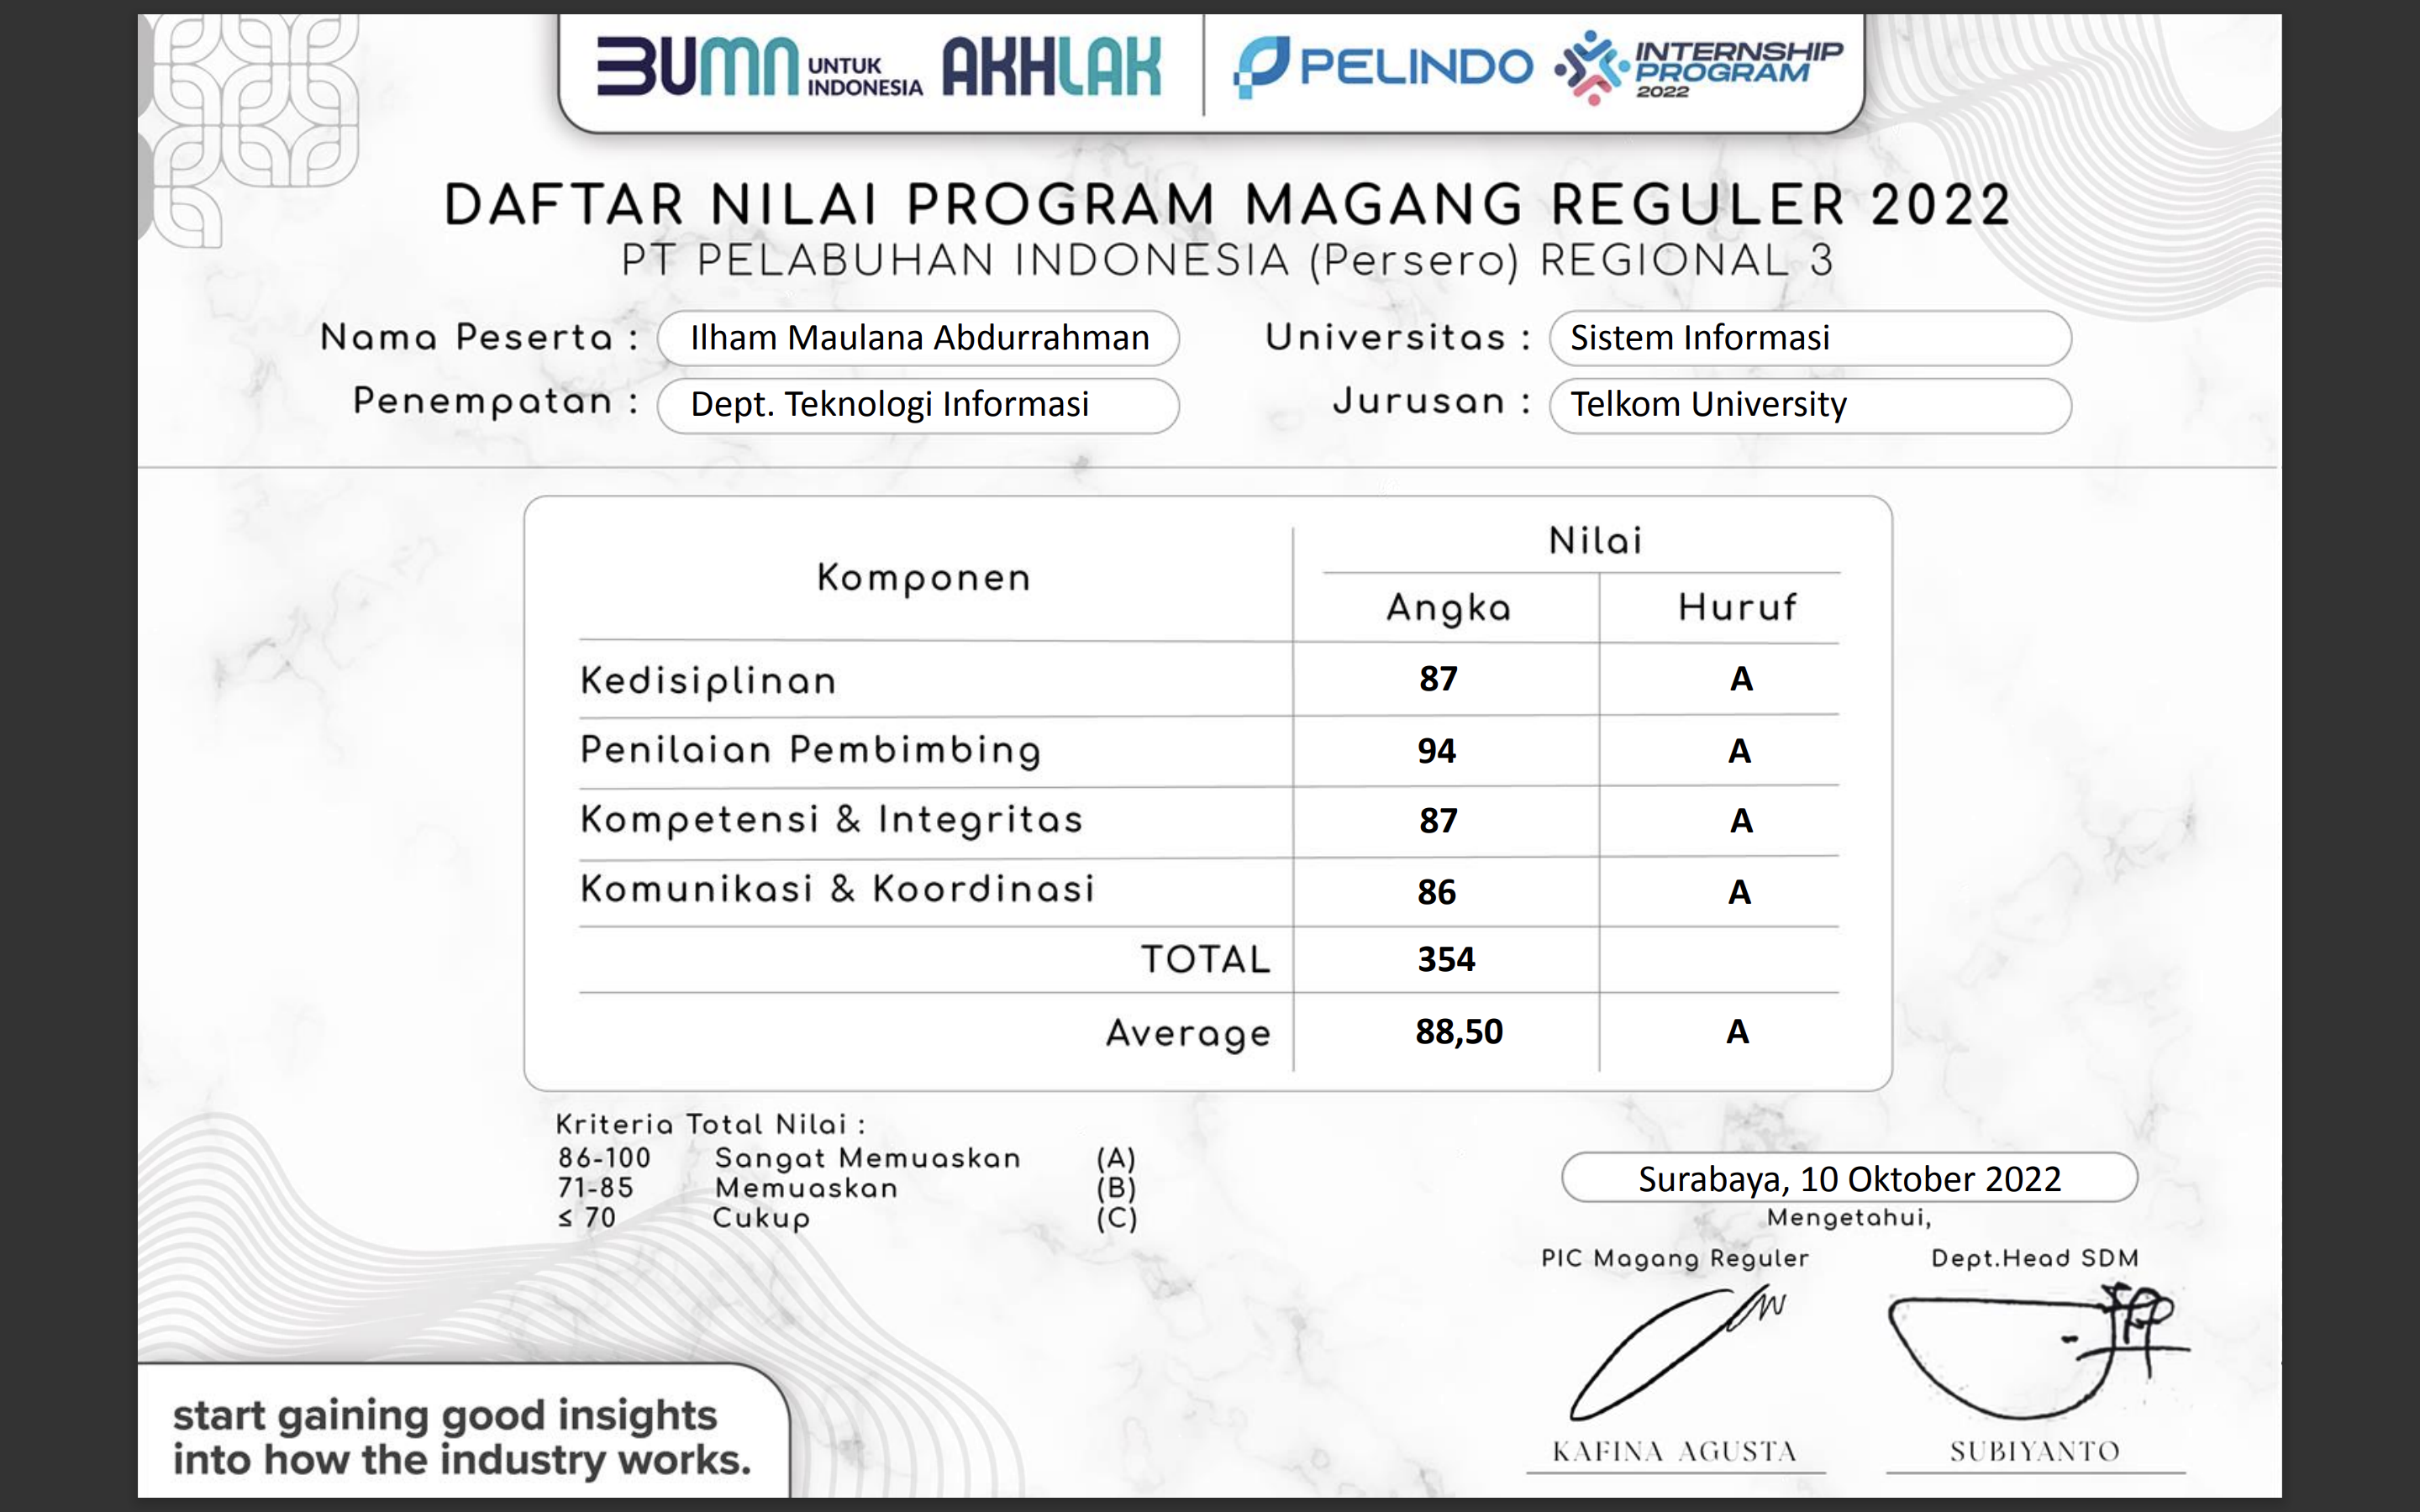 BUMN UNTUK INDONESIA AKHLAK PELINDO INTERNSHIP PROGRAM 2022
DAFTAR NILAI PROGRAM MAGANG REGULER 2022
PT PELABUHAN INDONESIA (Persero) REGIONAL 3
Nama Peserta : Ilham Maulana Abdurrahman Universitas : Sistem Informasi
Penempatan : Dept. Teknologi Informasi Jurusan : Telkom University
Nilai
Komponen
Angka Huruf
Kedisiplinan 87 A
Penilaian Pembimbing 94 A
Kompetensi & Integritas 87 A
Komunikasi & Koordinasi 86 A
TOTAL 354
Average 88,50 A
Kriteria Total Nilai :
86-100 Sangat Memuaskan (A)
71-85 Memuaskan (B)
≤ 70 Cukup (C)
Surabaya, 10 Oktober 2022
Mengetahui,
PIC Magang Reguler Dept.Head SDM
KAFINA AGUSTA SUBIYANTO
start gaining good insights
into how the industry works.